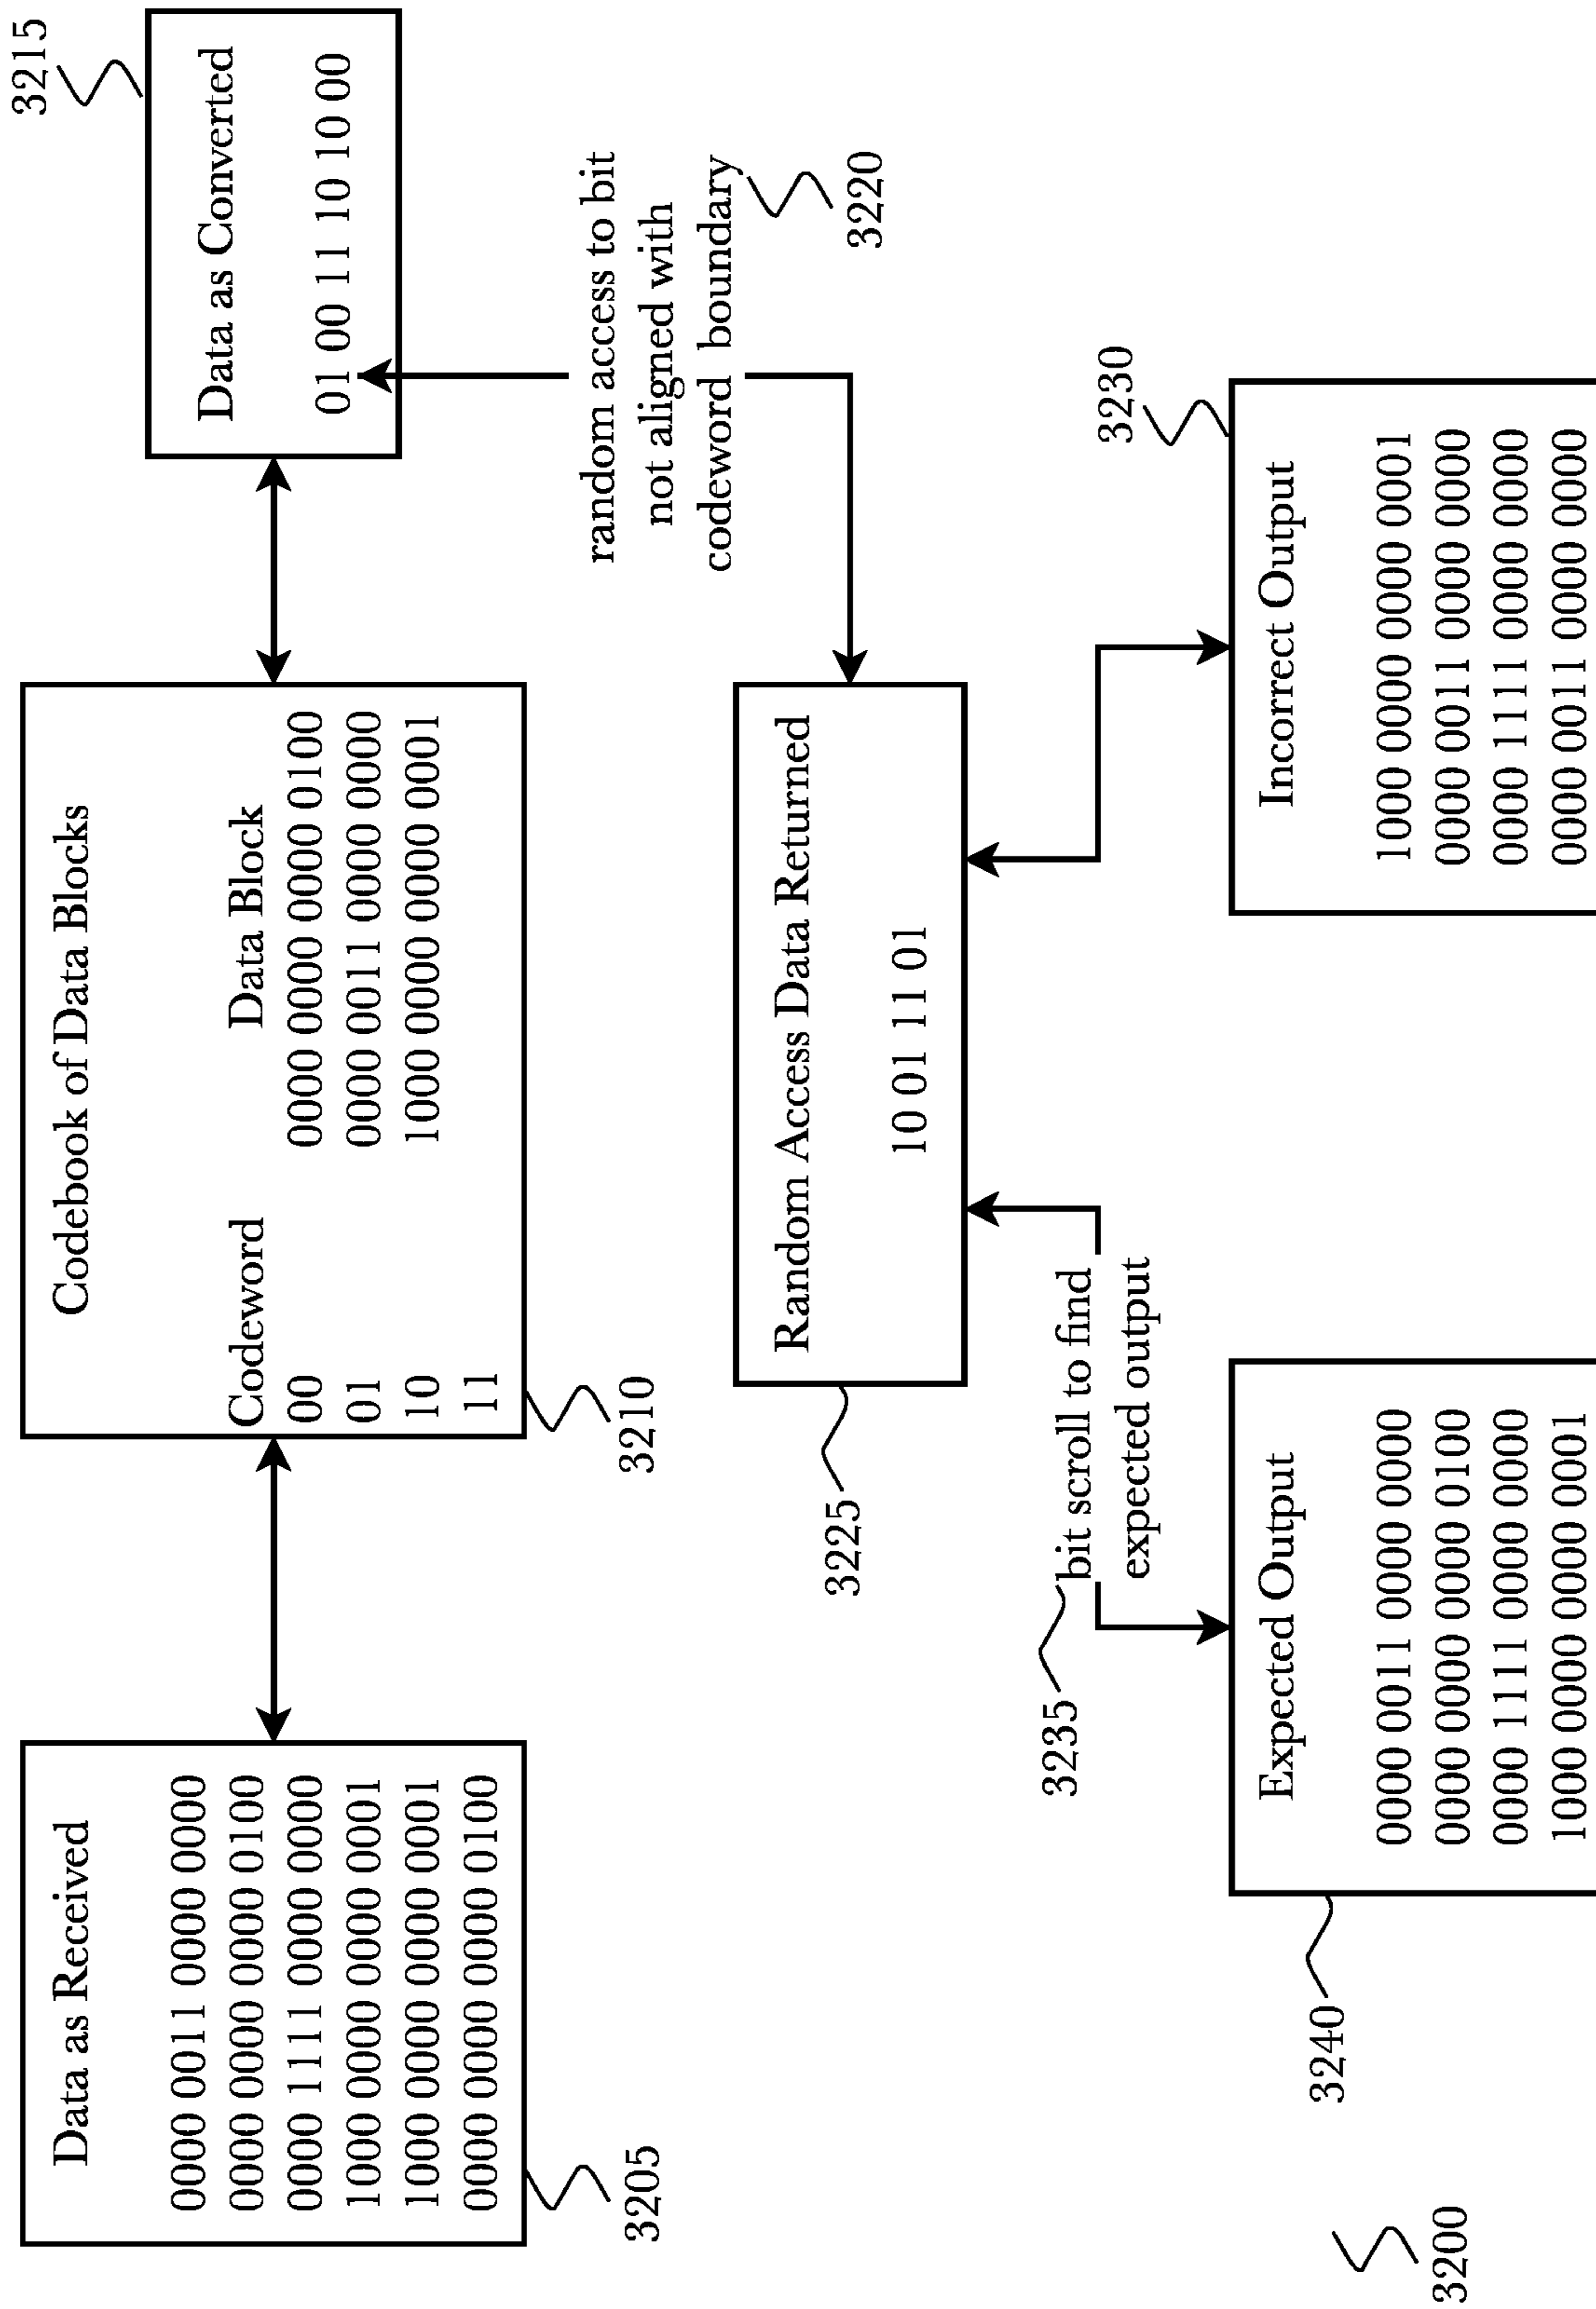 Data as Received
0000 0011 0000 0000
0000 0000 0000 0100
0000 1111 0000 0000
1000 0000 0000 0001
1000 0000 0000 0001
0000 0000 0000 0100
3205
Codebook of Data Blocks
Codeword Data Block
00 0000 0000 0000 0100
01 0000 0011 0000 0000
10 1000 0000 0000 0001
11
3210
3215
Data as Converted
01 00 11 10 10 00
random access to bit
not aligned with
codeword boundary
3220
Random Access Data Returned
10 01 11 01
3225
3235
bit scroll to find
expected output
Expected Output
0000 0011 0000 0000
0000 0000 0000 0100
0000 1111 0000 0000
1000 0000 0000 0001
3240
3230
Incorrect Output
1000 0000 0000 0001
0000 0011 0000 0000
0000 1111 0000 0000
0000 0011 0000 0000
3200